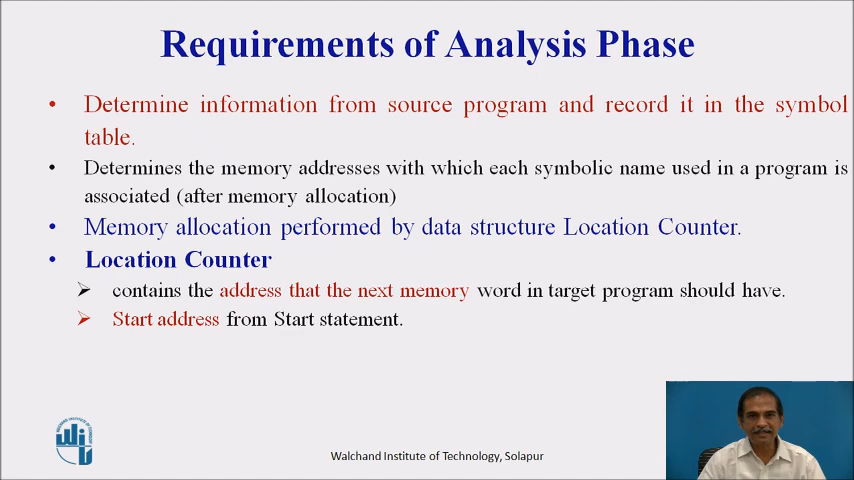 Requirements of Analysis Phase
• Determine information from source program and record it in the symbol
table.
• Determines the memory addresses with which each symbolic name used in a program is
associated (after memory allocation)
• Memory allocation performed by data structure Location Counter.
• Location Counter
➢ contains the address that the next memory word in target program should have.
➢ Start address from Start statement.
Walchand Institute of Technology, Solapur